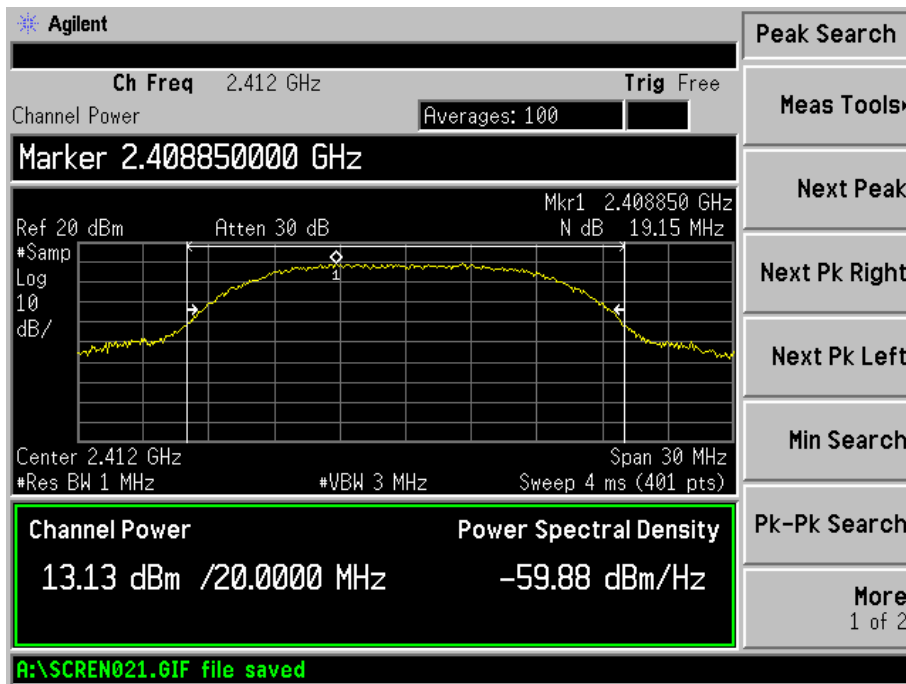 Agilent
Peak Search
Ch Freq 2.412 GHz Trig Free
Channel Power Averages: 100
Meas Tools
Marker 2.408850000 GHz
Next Peak
Mkr1 2.408850 GHz
Ref 20 dBm Atten 30 dB N dB 19.15 MHz
#Samp
Log
10
dB/
1
Next Pk Right
Next Pk Left
Center 2.412 GHz Span 30 MHz
#Res BW 1 MHz #VBW 3 MHz Sweep 4 ms (401 pts)
Min Search
Channel Power Power Spectral Density
13.13 dBm /20.0000 MHz -59.88 dBm/Hz
Pk-Pk Search
More
1 of 2
A:\SCREN021.GIF file saved